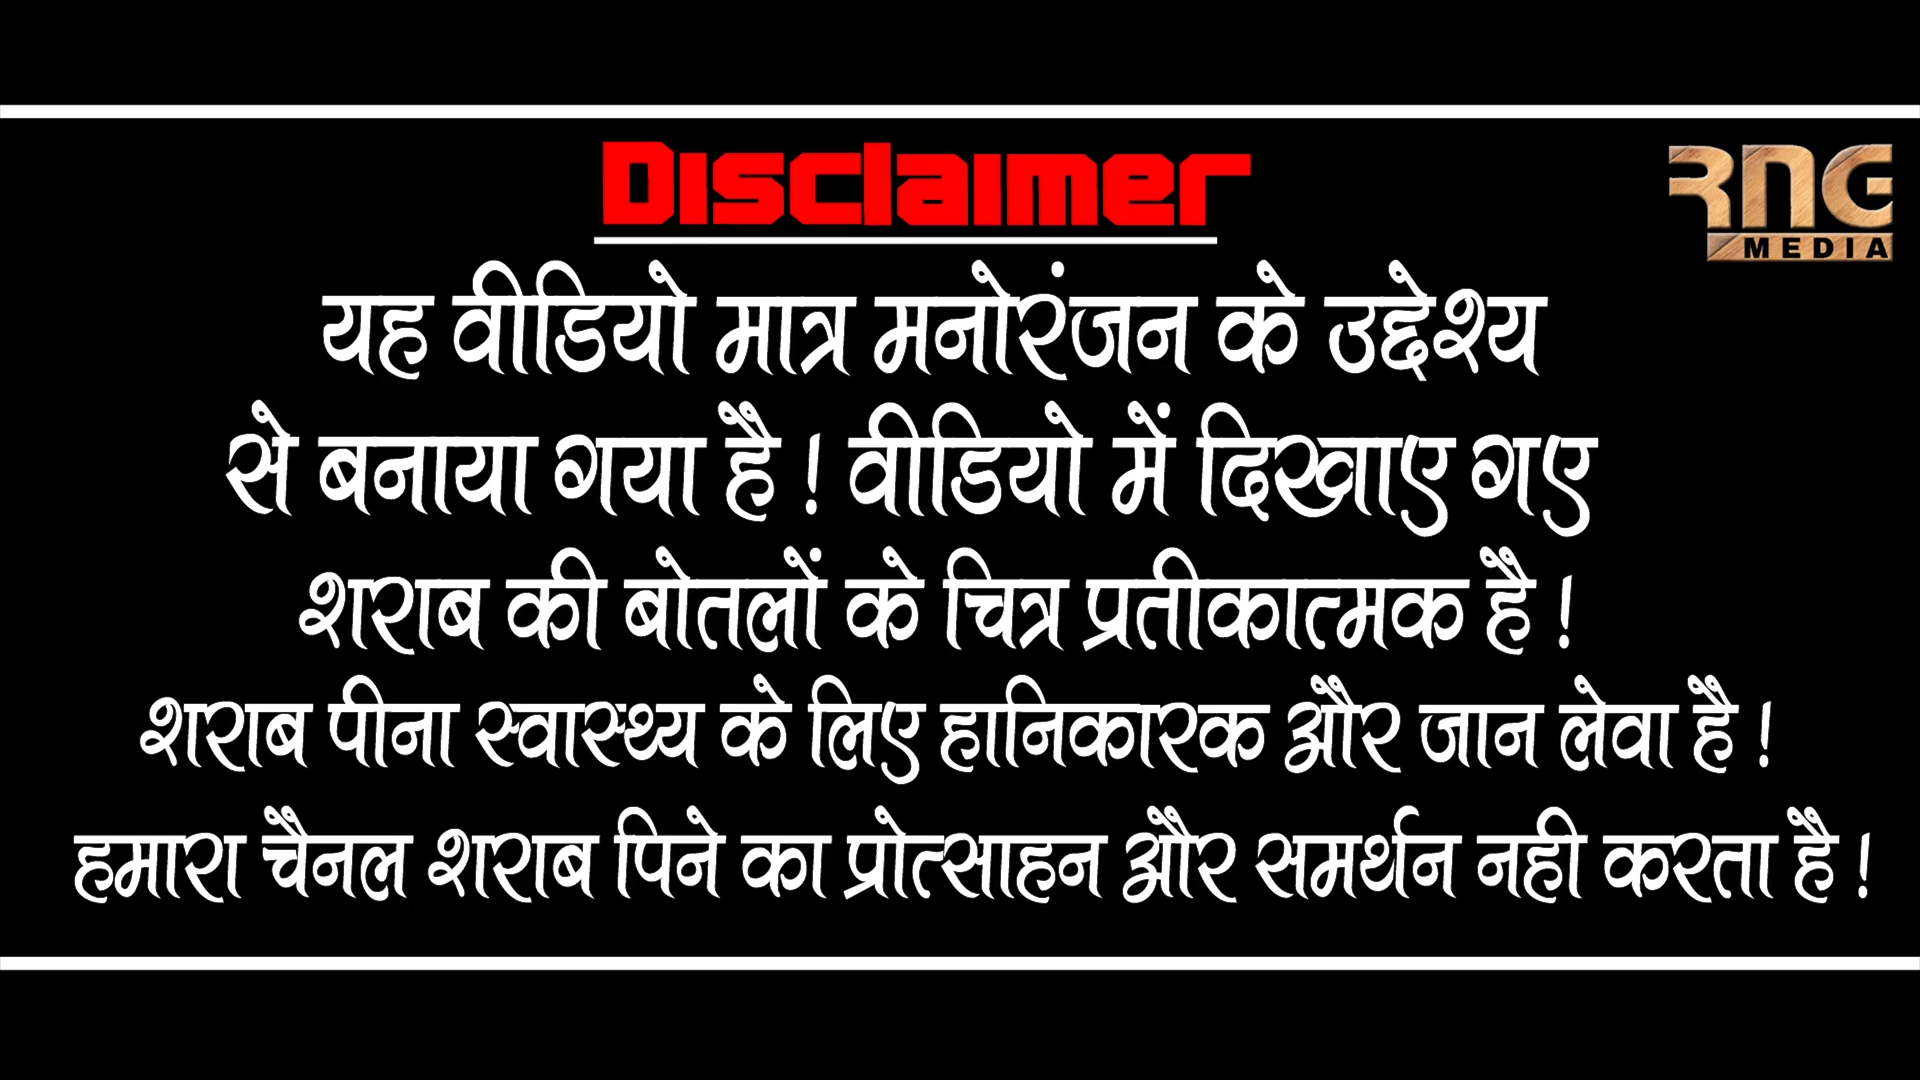 Disclaimer
RNG
MEDIA
यह वीडियो मात्र मनोरंजन के उद्देश्य
से बनाया गया है ! वीडियो में दिखाए गए
शराब की बोतलों के चित्र प्रतीकात्मक है !
शराब पीना स्वास्थ्य के लिए हानिकारक और जान लेवा है !
हमारा चैनल शराब पिने का प्रोत्साहन और समर्थन नही करता है !